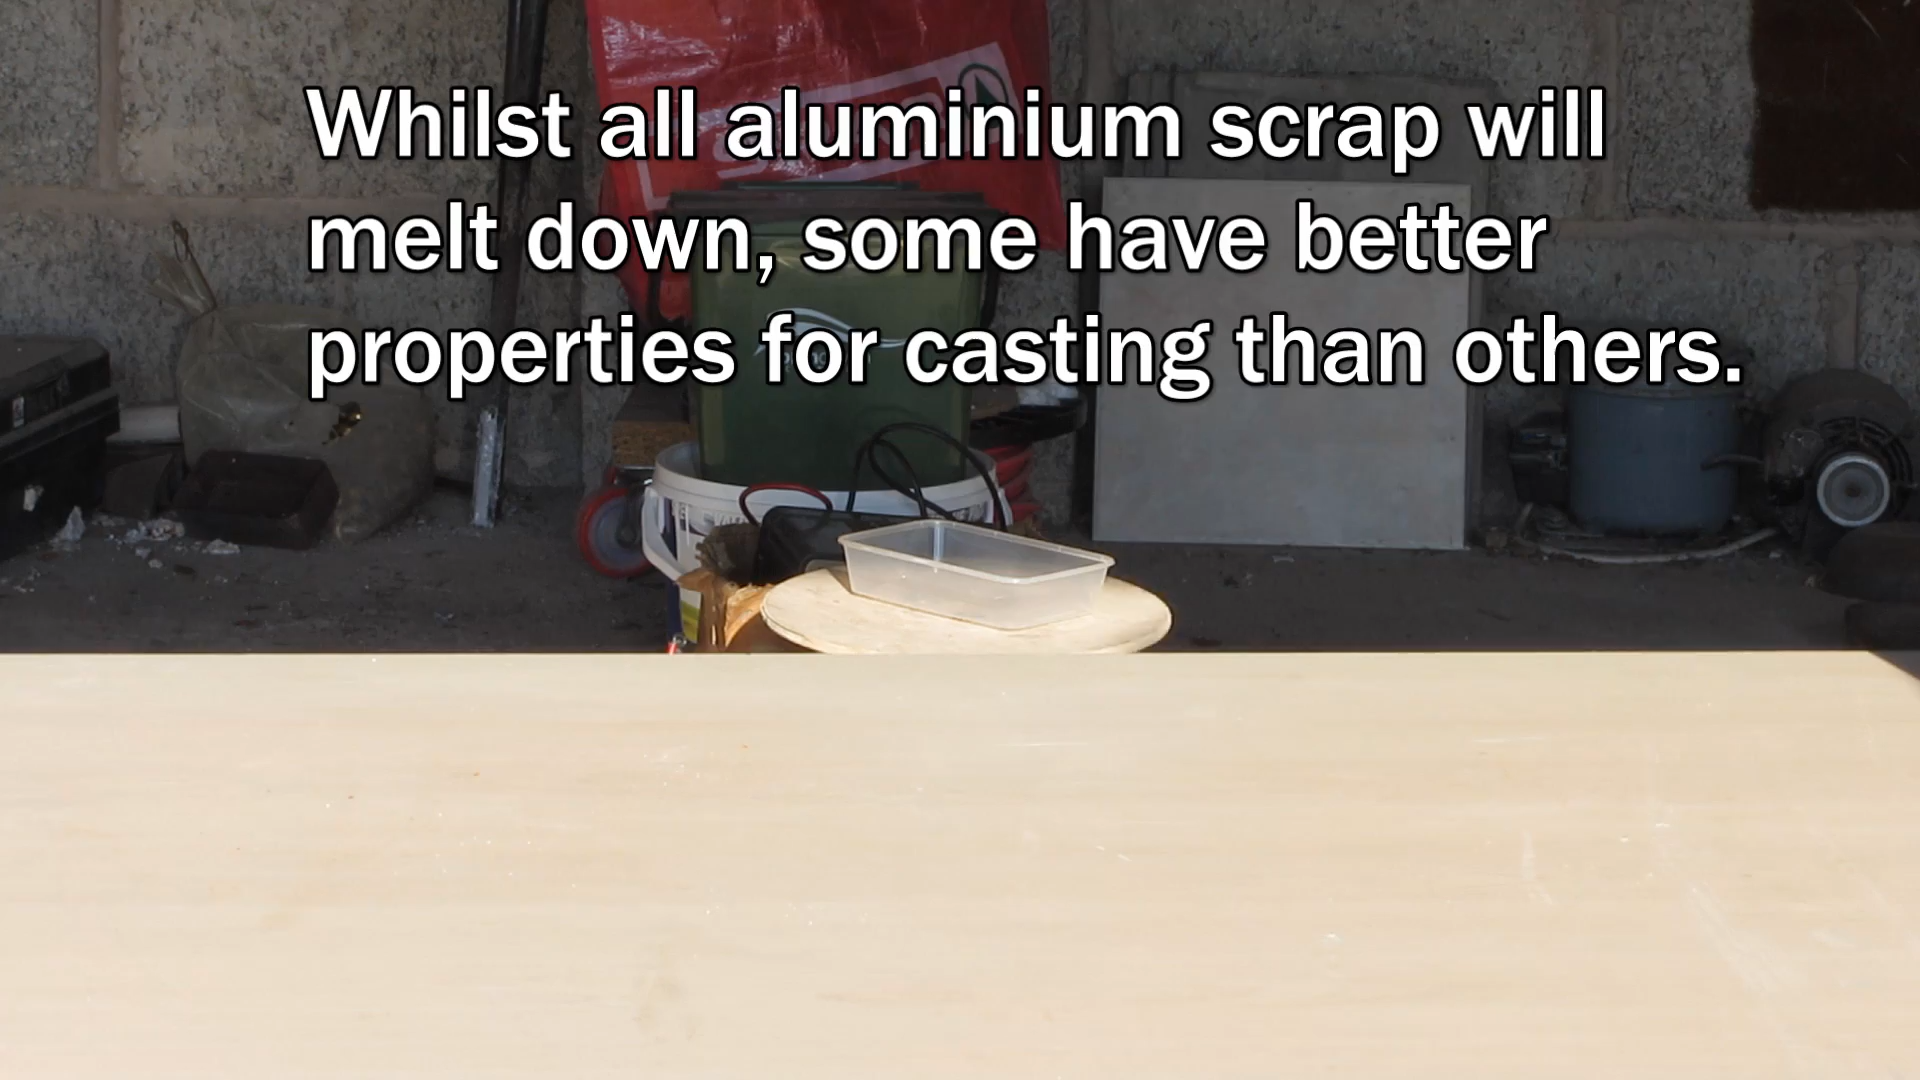 Whilst all aluminium scrap will
melt down, some have better
properties for casting than others.